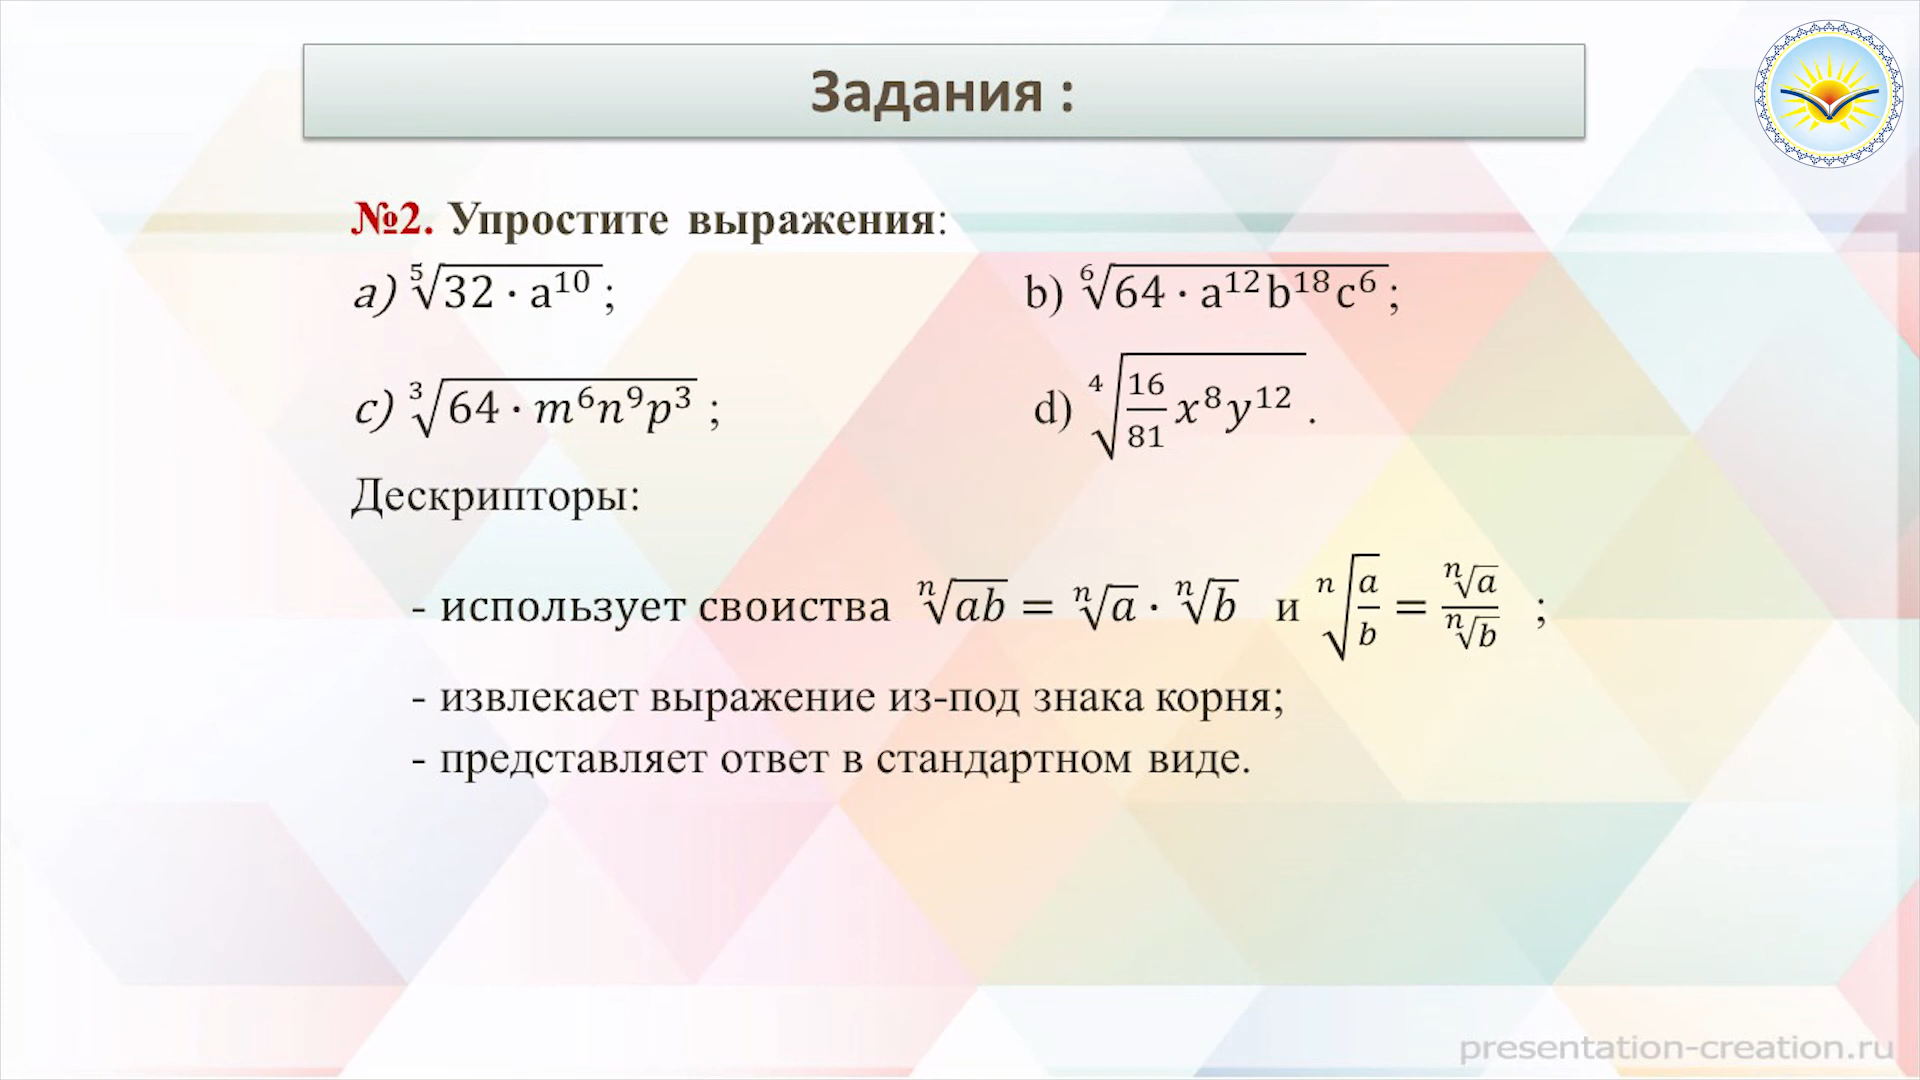 Задания :
№2. Упростите выражения:
a) ⁵√(32 · a¹⁰) ; b) ⁶√(64 · a¹²b¹⁸c⁶) ;
c) ³√(64 · m⁶n⁹p³) ; d) ⁴√(16/81 x⁸y¹²) .
Дескрипторы:
- использует своиства ⁿ√(ab) = ⁿ√a · ⁿ√b и ⁿ√(a/b) = ⁿ√a/ⁿ√b ;
- извлекает выражение из-под знака корня;
- представляет ответ в стандартном виде.
presentation-creation.ru